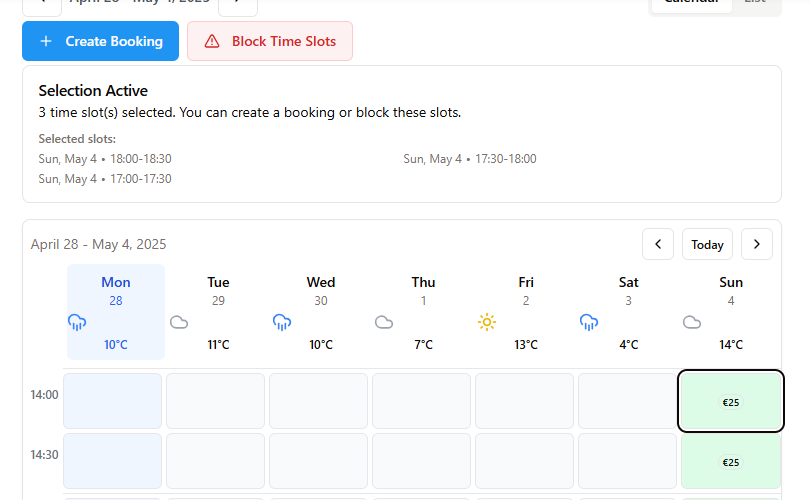 April 28 - May 4, 2025
Calendar List
+ Create Booking Block Time Slots
Selection Active
3 time slot(s) selected. You can create a booking or block these slots.
Selected slots:
Sun, May 4 • 18:00-18:30 Sun, May 4 • 17:30-18:00
Sun, May 4 • 17:00-17:30
April 28 - May 4, 2025 Today
Mon Tue Wed Thu Fri Sat Sun
28 29 30 1 2 3 4
10°C 11°C 10°C 7°C 13°C 4°C 14°C
14:00 €25
14:30 €25